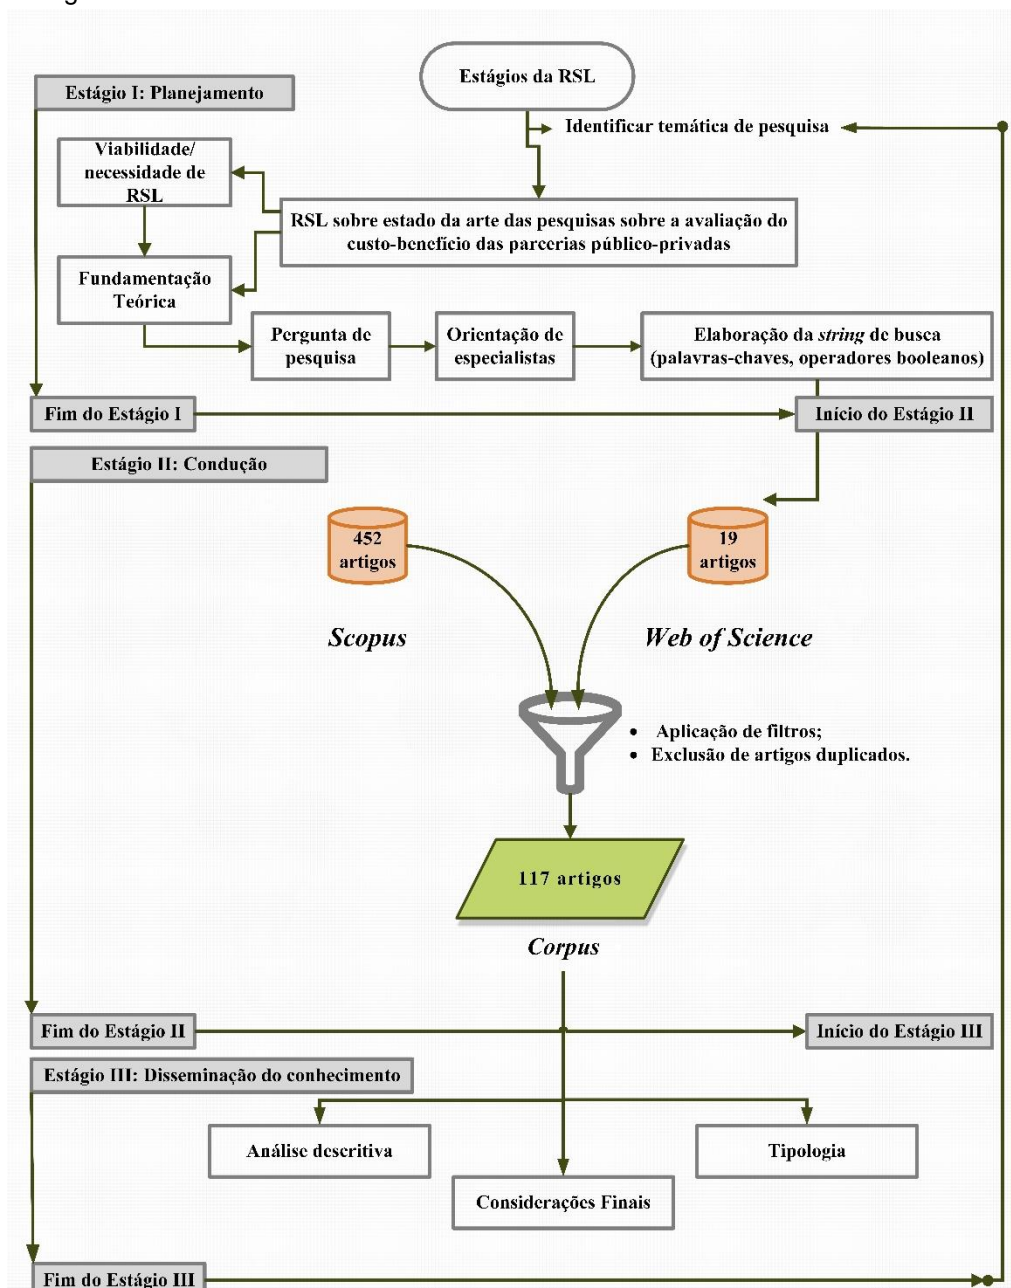 Estágios da RSL
Estágio I: Planejamento
Identificar temática de pesquisa
Viabilidade/
necessidade de
RSL
RSL sobre estado da arte das pesquisas sobre a avaliação do
custo-benefício das parcerias público-privadas
Fundamentação
Teórica
Pergunta de
pesquisa
Orientação de
especialistas
Elaboração da string de busca
(palavras-chaves, operadores booleanos)
Fim do Estágio I
Início do Estágio II
Estágio II: Condução
452
artigos
19
artigos
Scopus
Web of Science
• Aplicação de filtros;
• Exclusão de artigos duplicados.
117 artigos
Corpus
Fim do Estágio II
Início do Estágio III
Estágio III: Disseminação do conhecimento
Análise descritiva
Tipologia
Considerações Finais
Fim do Estágio III